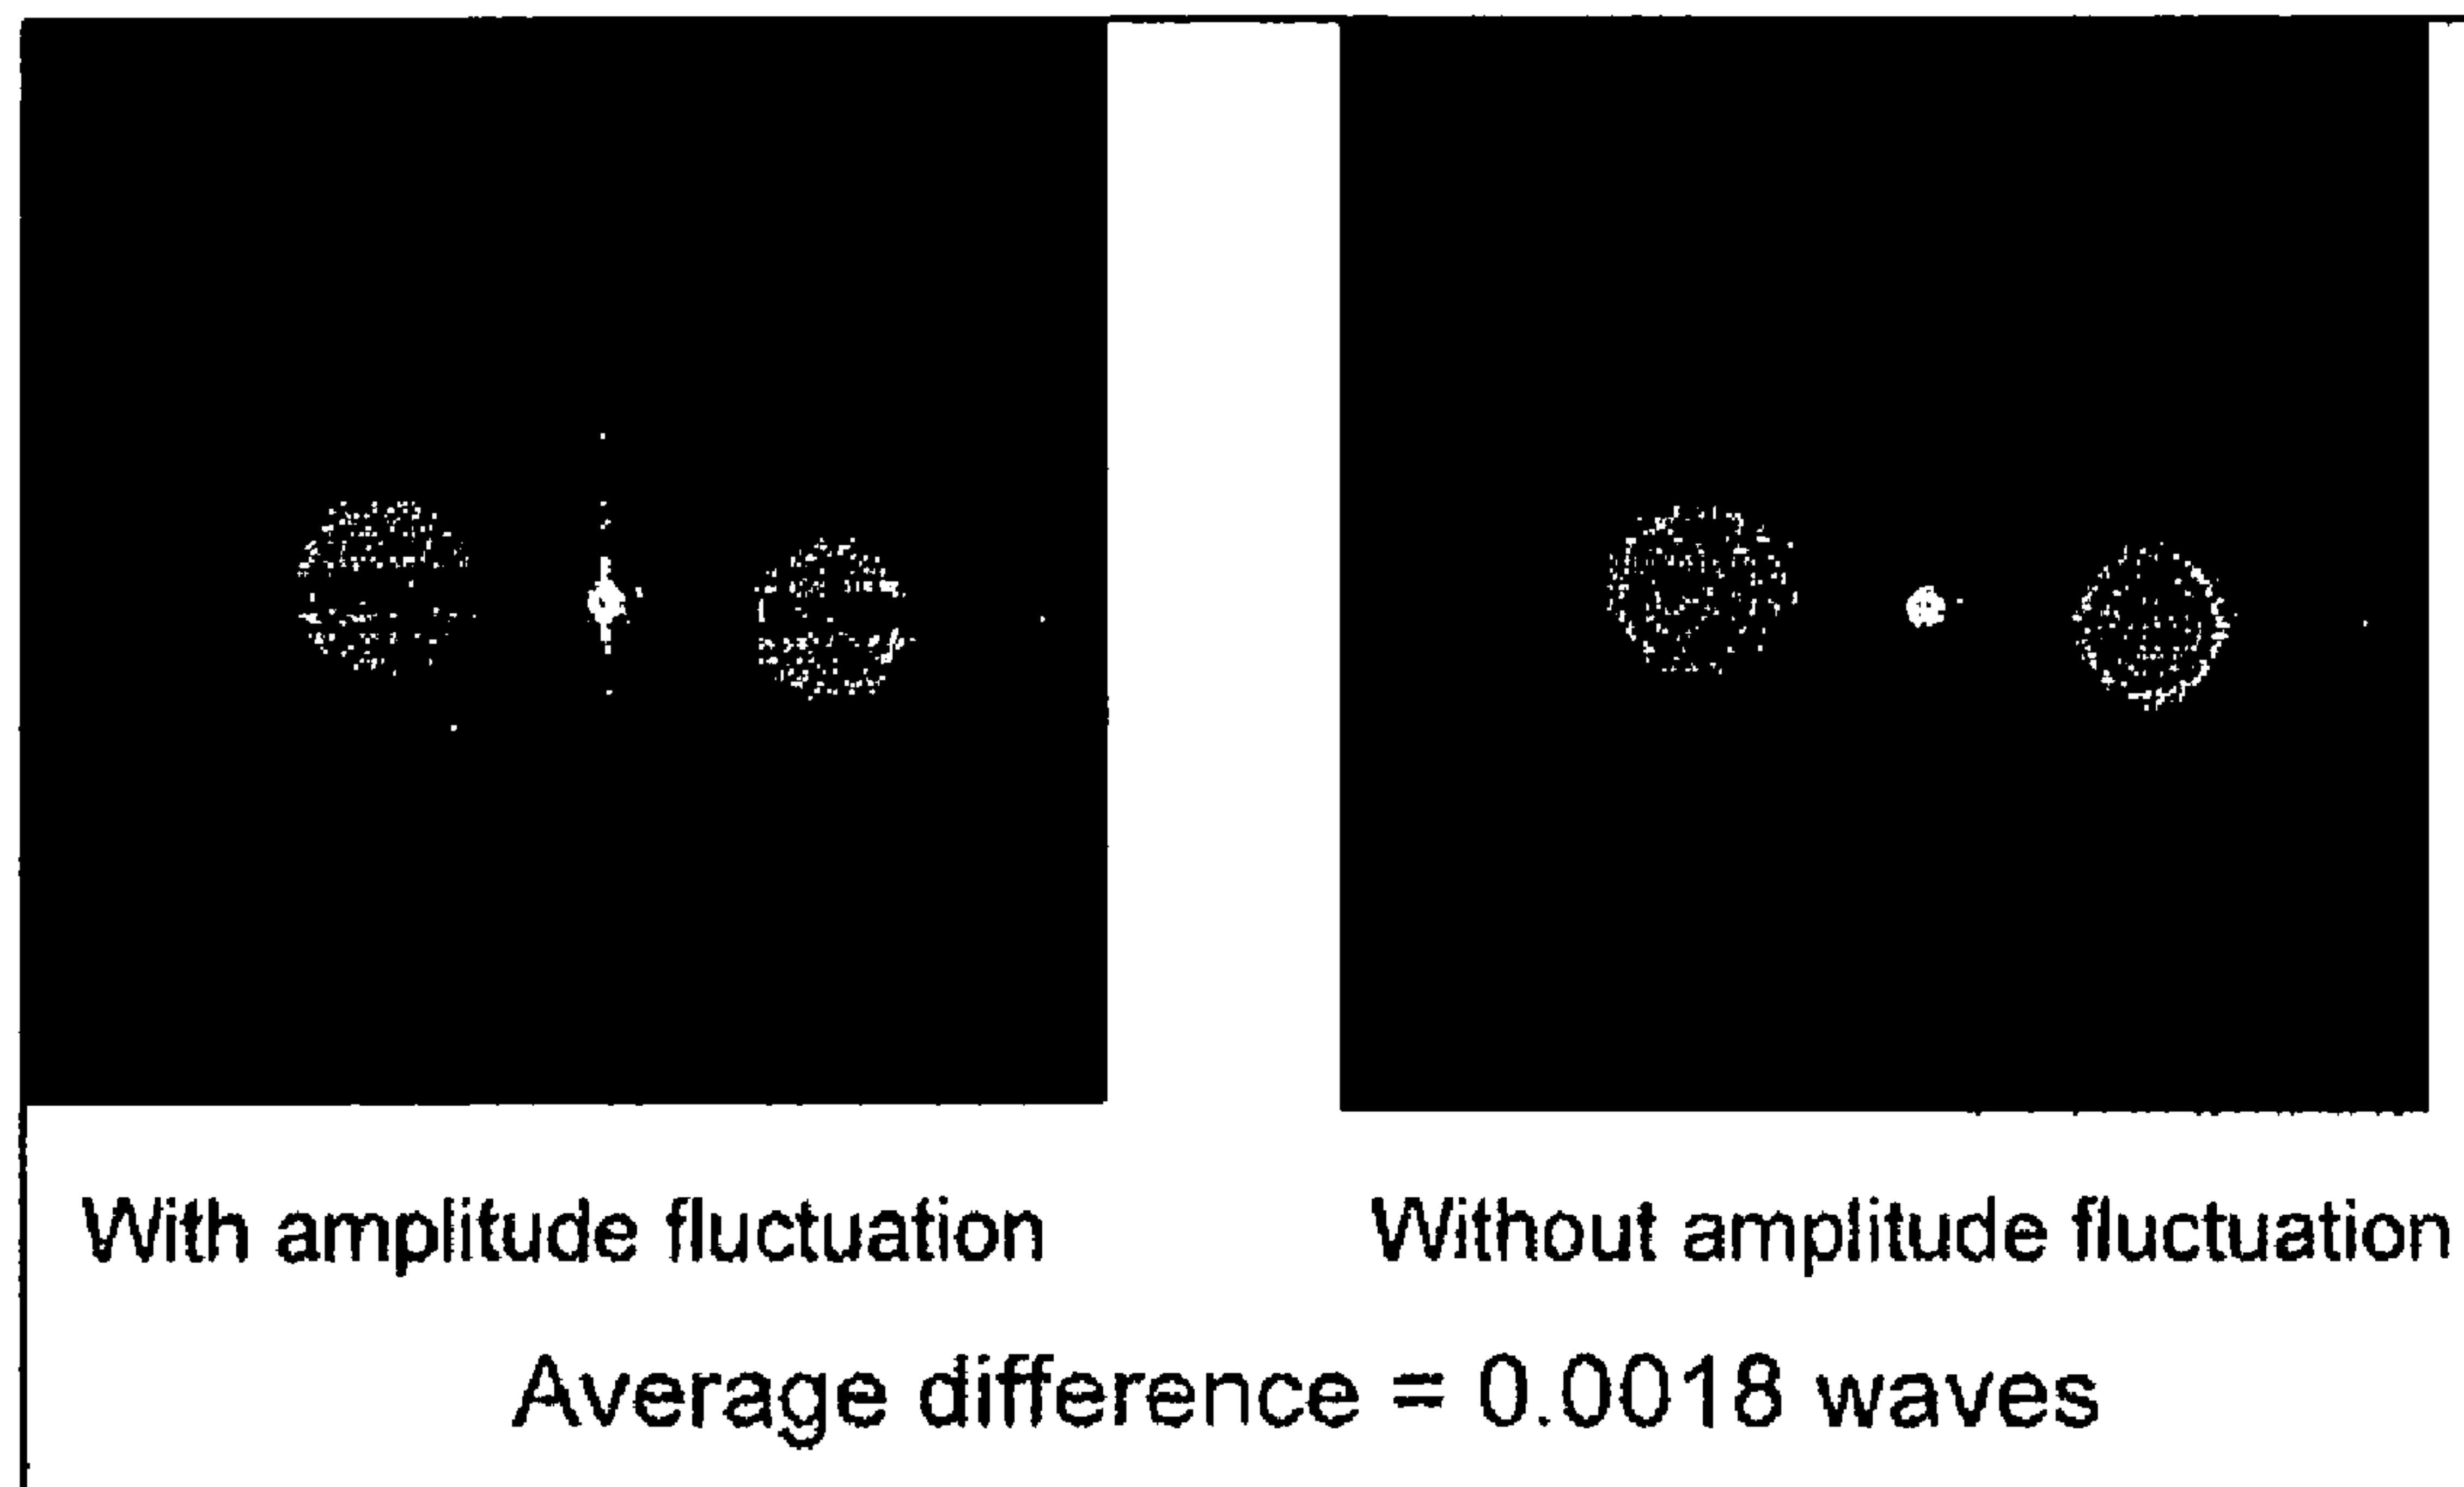 With amplitude fluctuation
Without amplitude fluctuation
Average difference = 0.0018 waves